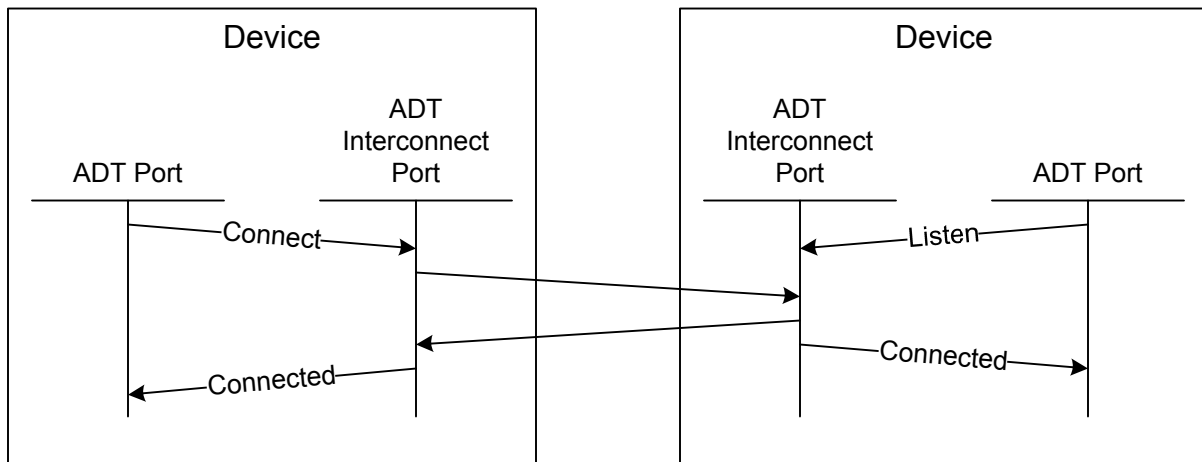 Device
Device
ADT
Interconnect
Port
ADT
Interconnect
Port
ADT Port
ADT Port
Connect
Listen
Connected
Connected